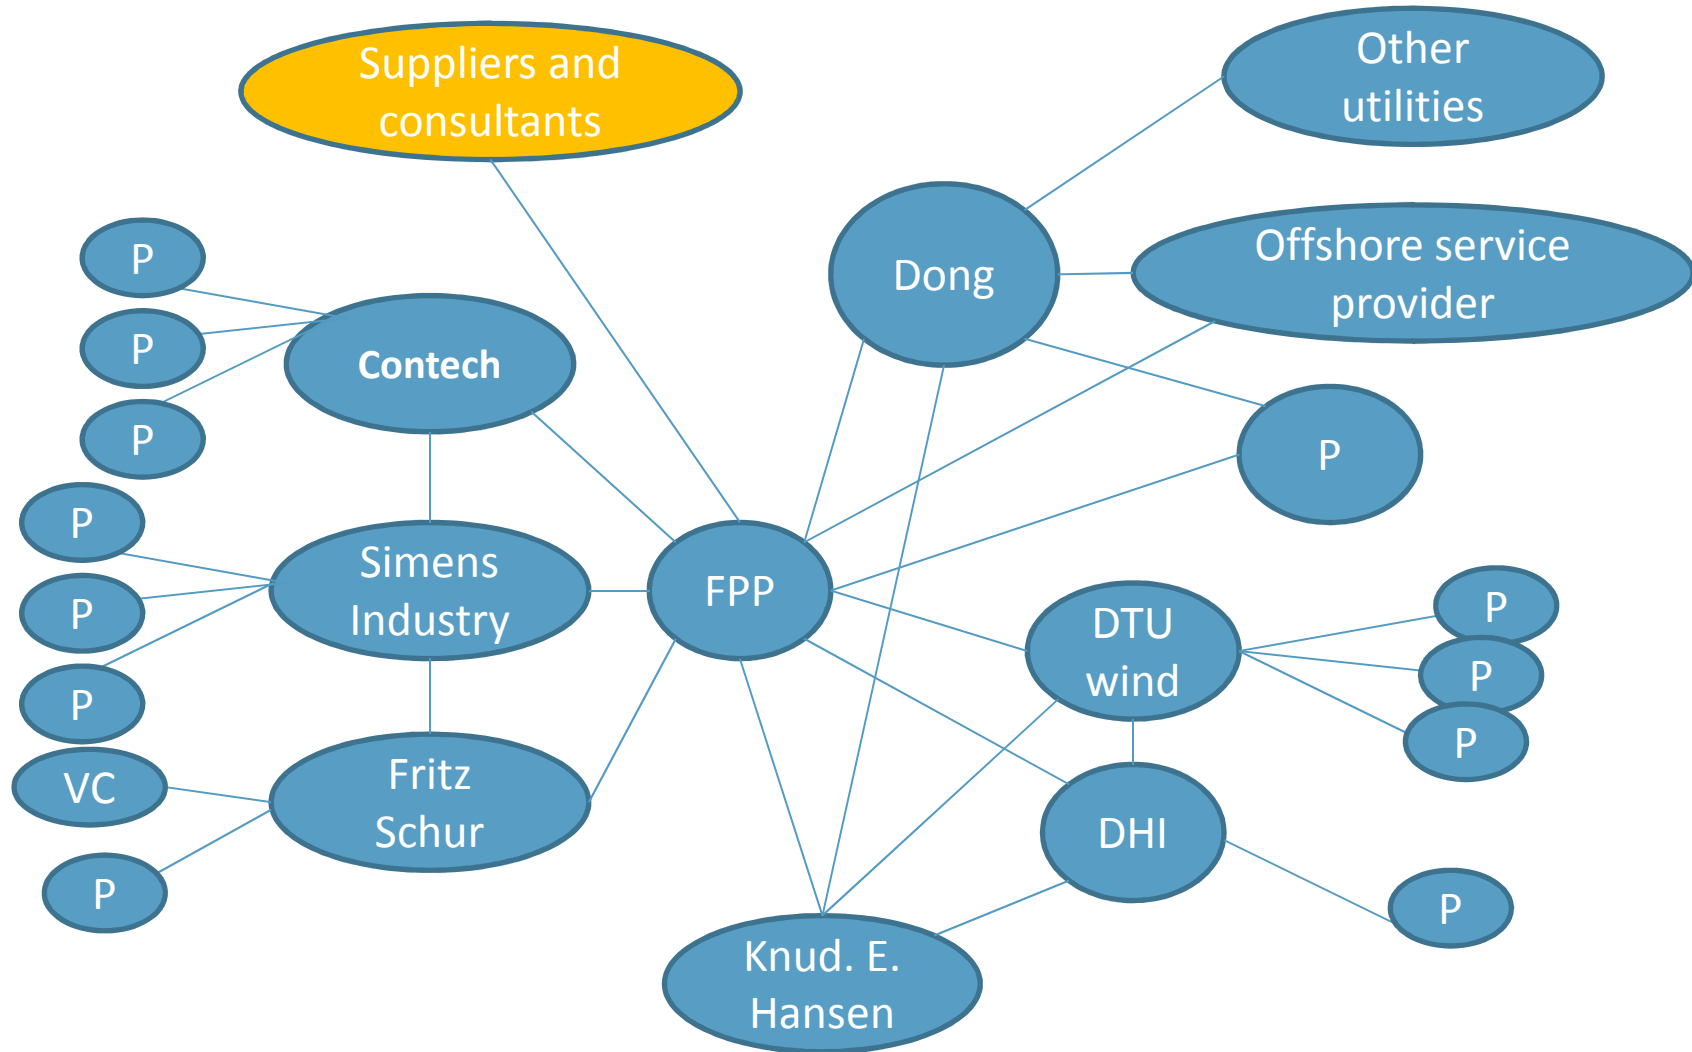 Suppliers and
consultants
Other
utilities
Offshore service
provider
Dong
P
P
P
Contech
P
P
P
P
Simens
Industry
FPP
DTU
wind
P
P
P
VC
Fritz
Schur
P
DHI
P
Knud. E.
Hansen